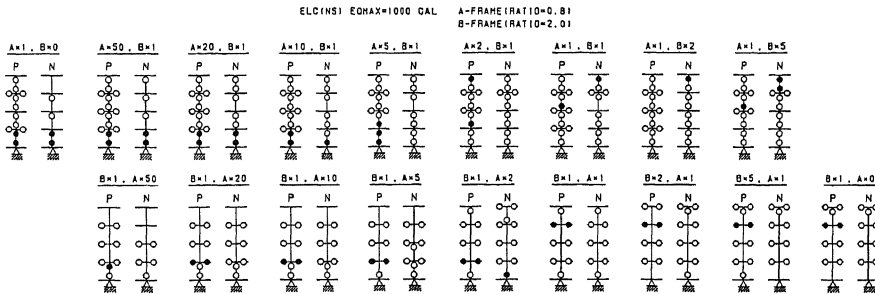 ELC(NS) EQMAX=1000 GAL A-FRAME(RATIO=0.8)
B-FRAME(RATIO=2.0)
A×1, B×0 A×50, B×1 A×20, B×1 A×10, B×1 A×5, B×1 A×2, B×1 A×1, B×1 A×1, B×2 A×1, B×5
P N P N P N P N P N P N P N P N P N
B×1, A×50 B×1, A×20 B×1, A×10 B×1, A×5 B×1, A×2 B×1, A×1 B×2, A×1 B×5, A×1 B×1, A×0
P N P N P N P N P N P N P N P N P N